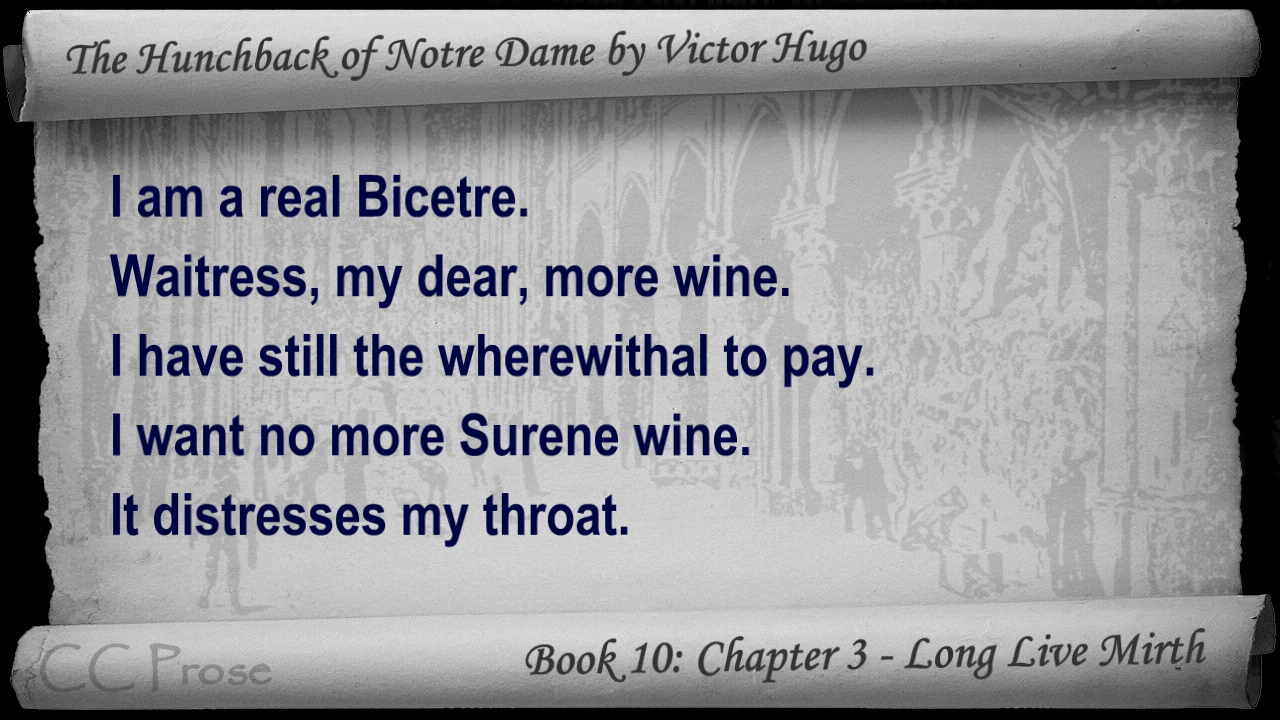 The Hunchback of Notre Dame by Victor Hugo
I am a real Bicetre.
Waitress, my dear, more wine.
I have still the wherewithal to pay.
I want no more Surene wine.
It distresses my throat.
CC Prose
Book 10: Chapter 3 - Long Live Mirth